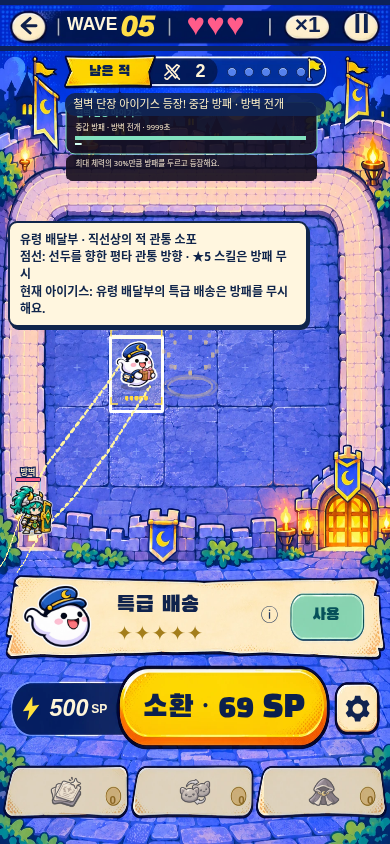 WAVE 05
×1
남은 적
2
철벽 단장 아이기스 등장! 중갑 방패 · 방벽 전개
중갑 방패 · 방벽 전개 · 9999초
최대 체력의 30%만큼 방패를 두르고 등장해요.
유령 배달부 · 직선상의 적 관통 소포
점선: 선두를 향한 평타 관통 방향 · ★5 스킬은 방패 무
시
현재 아이기스: 유령 배달부의 특급 배송은 방패를 무시
해요.
방벽
특급 배송
사용
500 SP
소환 · 69 SP
0
0
0